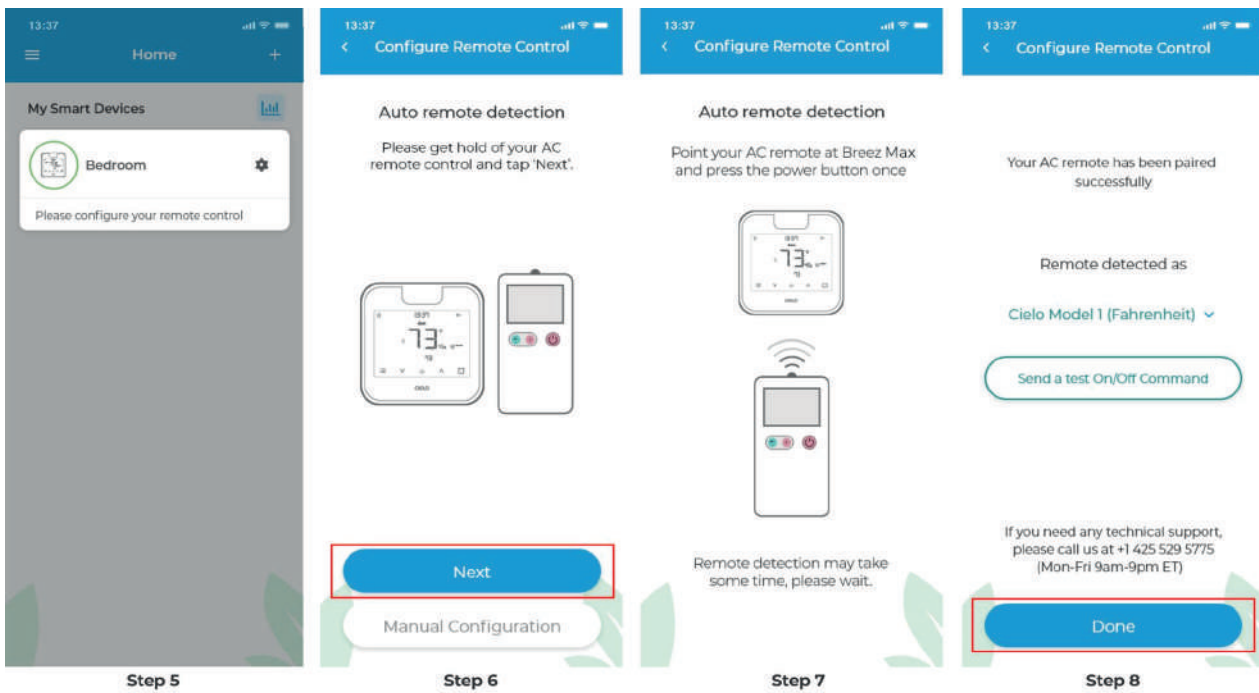 13:37
Home
My Smart Devices
Bedroom
Please configure your remote control
Step 5
13:37
Configure Remote Control
Auto remote detection
Please get hold of your AC
remote control and tap 'Next'.
73
CIELO
Next
Manual Configuration
Step 6
13:37
Configure Remote Control
Auto remote detection
Point your AC remote at Breez Max
and press the power button once
73
Remote detection may take
some time, please wait.
Step 7
13:37
Configure Remote Control
Your AC remote has been paired
successfully
Remote detected as
Cielo Model 1 (Fahrenheit)
Send a test On/Off Command
If you need any technical support,
please call us at +1 425 529 5775
(Mon-Fri 9am-9pm ET)
Done
Step 8